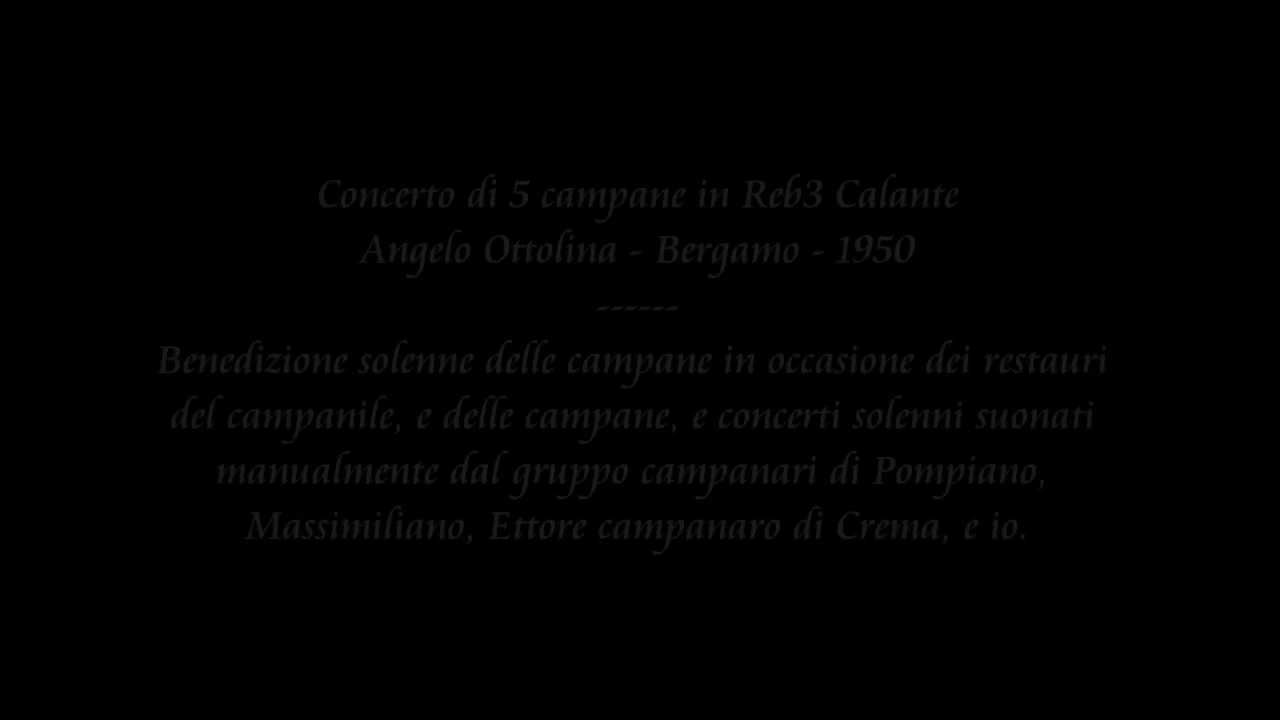 Concerto di 5 campane in Reb3 Calante
Angelo Ottolina - Bergamo - 1950
------
Benedizione solenne delle campane in occasione dei restauri
del campanile, e delle campane, e concerti solenni suonati
manualmente dal gruppo campanari di Pompiano,
Massimiliano, Ettore campanaro di Crema, e io.